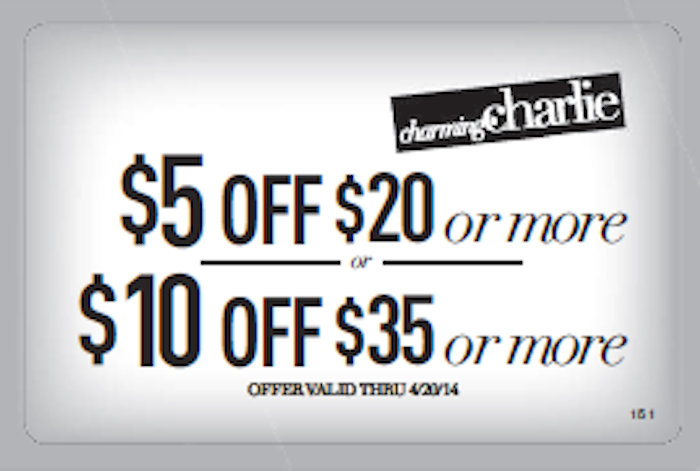 charming charlie
$5 OFF $20 or more
or
$10 OFF $35 or more
OFFER VALID THRU 4/20/14
151